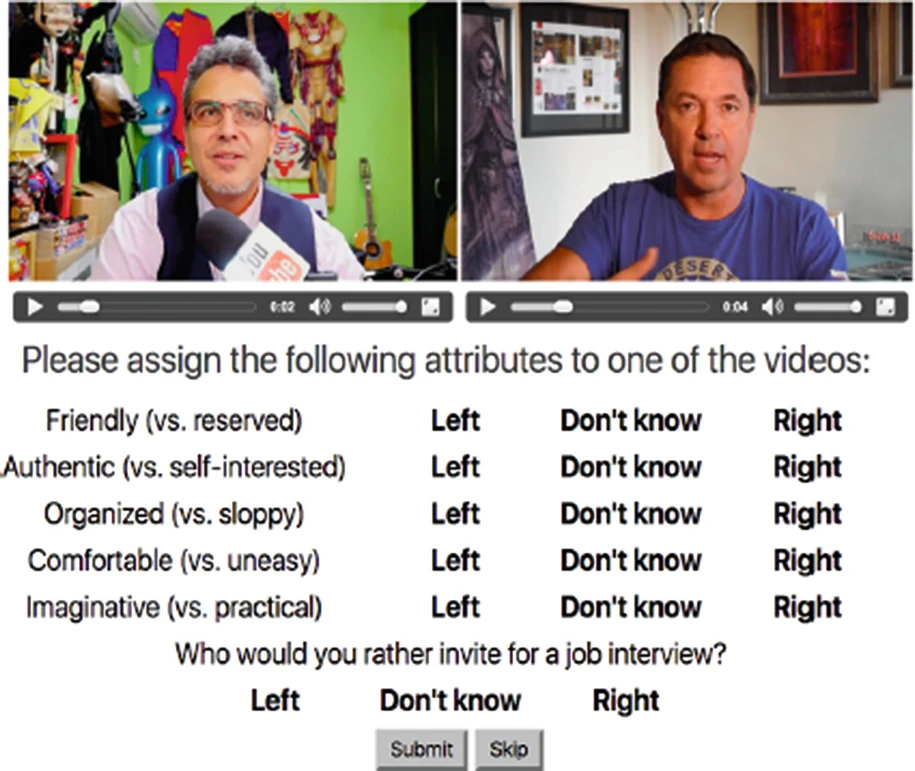 You
Tube
DESERT
0:02
0:04
Please assign the following attributes to one of the videos:
Friendly (vs. reserved) Left Don't know Right
Authentic (vs. self-interested) Left Don't know Right
Organized (vs. sloppy) Left Don't know Right
Comfortable (vs. uneasy) Left Don't know Right
Imaginative (vs. practical) Left Don't know Right
Who would you rather invite for a job interview?
Left Don't know Right
Submit Skip